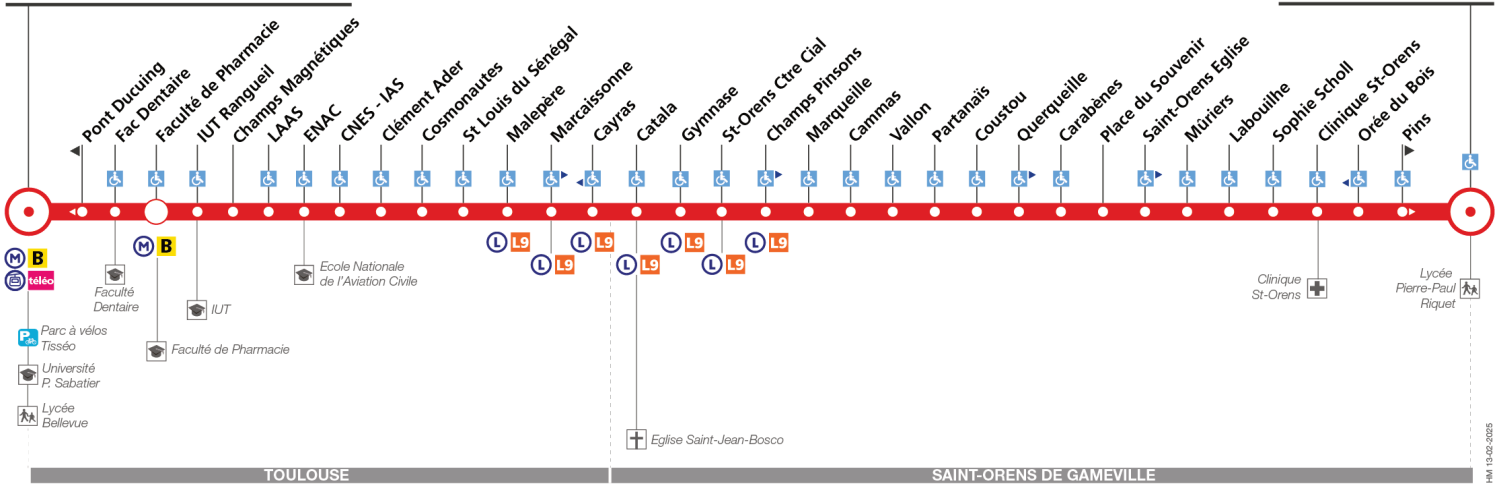 Pont Ducuing
Fac Dentaire
Faculté de Pharmacie
IUT Rangueil
Champs Magnétiques
LAAS
ENAC
CNES - IAS
Clément Ader
Cosmonautes
St Louis du Sénégal
Malepère
Marcaissonne
Cayras
Catala
Gymnase
St-Orens Ctre Cial
Champs Pinsons
Marqueille
Cammas
Vallon
Partanaïs
Coustou
Querqueille
Carabènes
Place du Souvenir
Saint-Orens Eglise
Mûriers
Labouilhe
Sophie Scholl
Clinique St-Orens
Orée du Bois
Pins
M B
téléo
Parc à vélos
Tisséo
Université
P. Sabatier
Lycée
Bellevue
Faculté
Dentaire
M B
Faculté de Pharmacie
IUT
Ecole Nationale
de l'Aviation Civile
L L9
L L9
L L9
L L9
L L9
L L9
L L9
Eglise Saint-Jean-Bosco
Clinique
St-Orens
Lycée
Pierre-Paul
Riquet
TOULOUSE
SAINT-ORENS DE GAMEVILLE
HM 13-02-2025